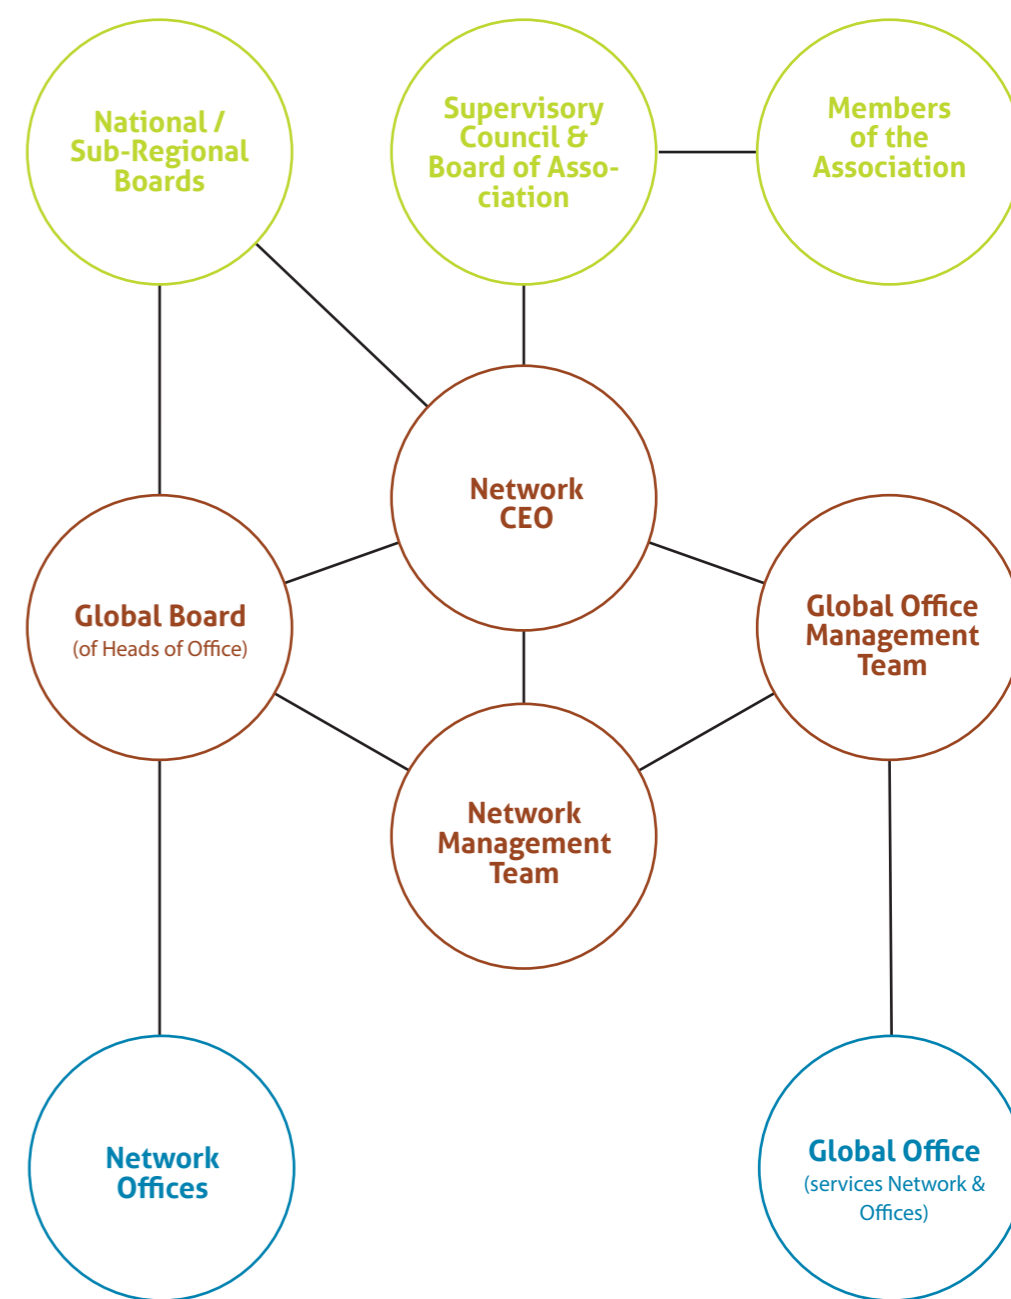 National /
Sub-Regional
Boards
Supervisory
Council &
Board of Asso-
ciation
Members
of the
Association
Network
CEO
Global Board
(of Heads of Office)
Global Office
Management
Team
Network
Management
Team
Network
Offices
Global Office
(services Network &
Offices)